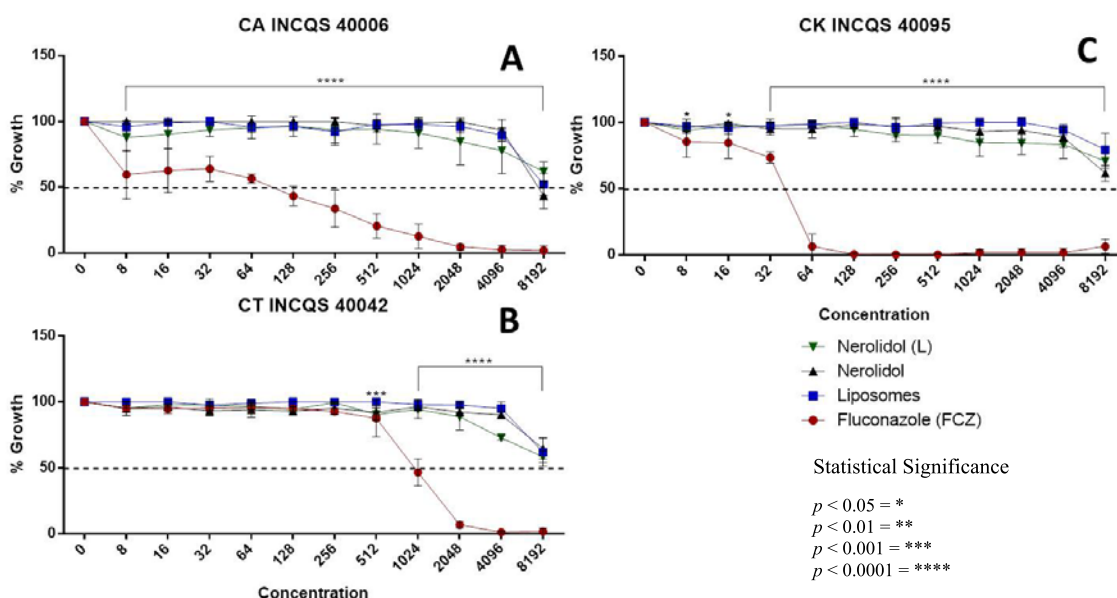 CA INCQS 40006
A
****
150
100
50
0
% Growth
0 8 16 32 64 128 256 512 1024 2048 4096 8192
CT INCQS 40042
B
***
****
150
100
50
0
% Growth
0 8 16 32 64 128 256 512 1024 2048 4096 8192
Concentration
CK INCQS 40095
C
* * ****
150
100
50
0
% Growth
0 8 16 32 64 128 256 512 1024 2048 4096 8192
Concentration
Nerolidol (L)
Nerolidol
Liposomes
Fluconazole (FCZ)
Statistical Significance
p < 0.05 = *
p < 0.01 = **
p < 0.001 = ***
p < 0.0001 = ****